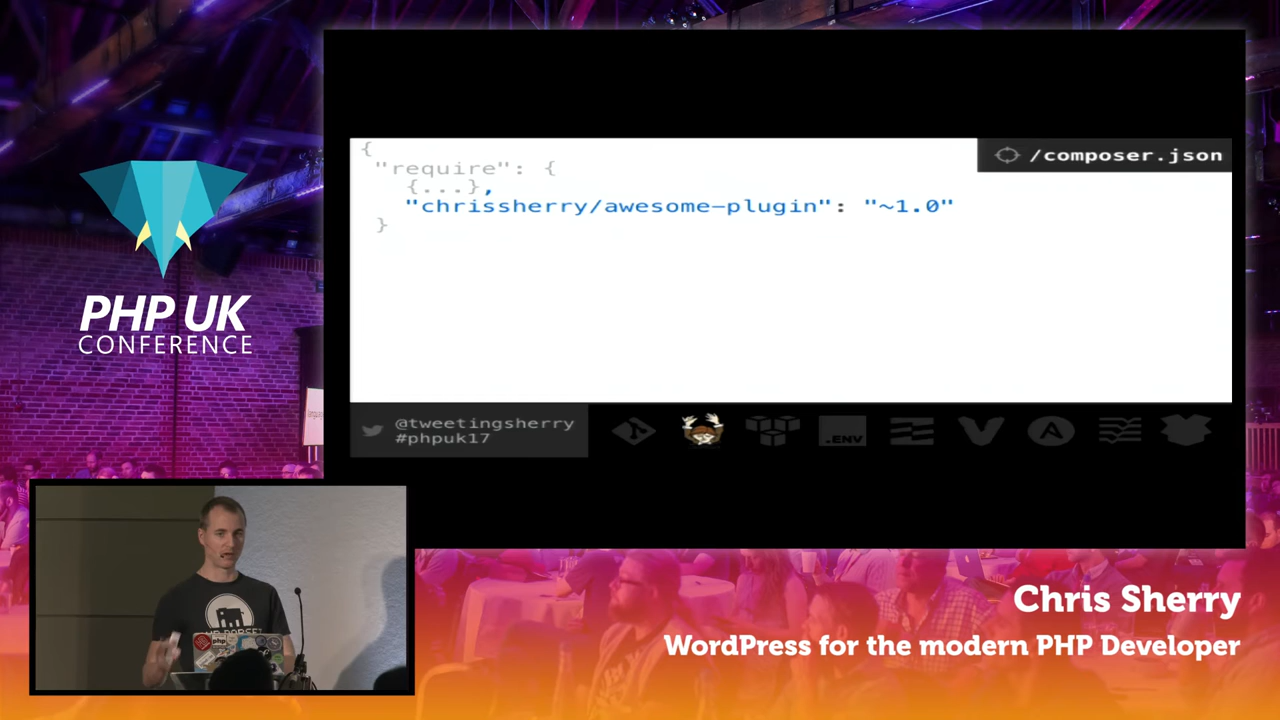 PHP UK
CONFERENCE
{
"require": {
{...},
"chrissherry/awesome-plugin": "~1.0"
}
/composer.json
@tweetingsherry
#phpuk17
.ENV
php
Chris Sherry
WordPress for the modern PHP Developer